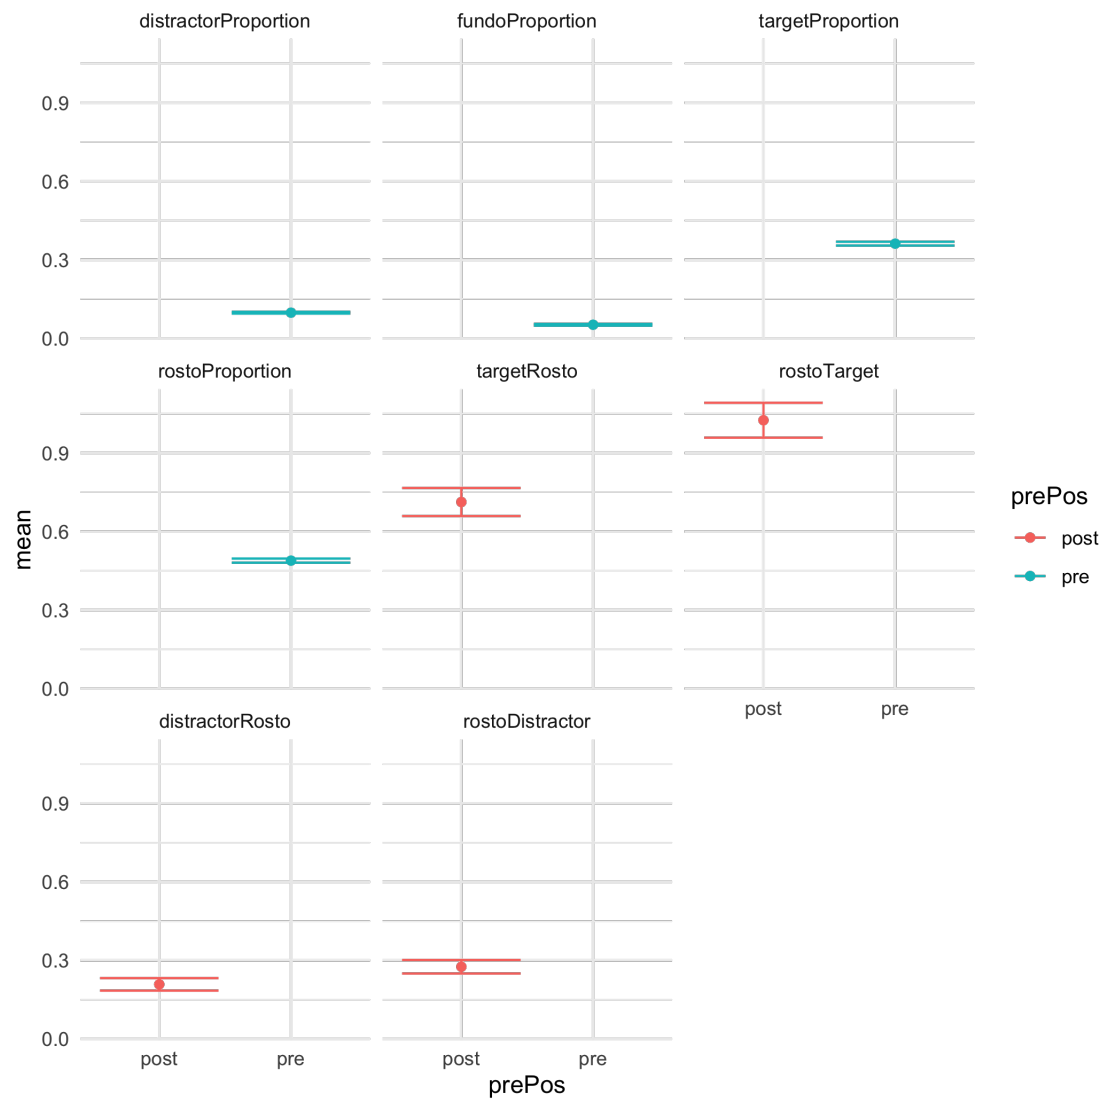 distractorProportion fundoProportion targetProportion
0.9
0.6
0.3
0.0
rostoProportion targetRosto rostoTarget
0.9
0.6
0.3
0.0
post pre
distractorRosto rostoDistractor
0.9
0.6
0.3
0.0
post pre post pre
prePos
mean
prePos
post
pre